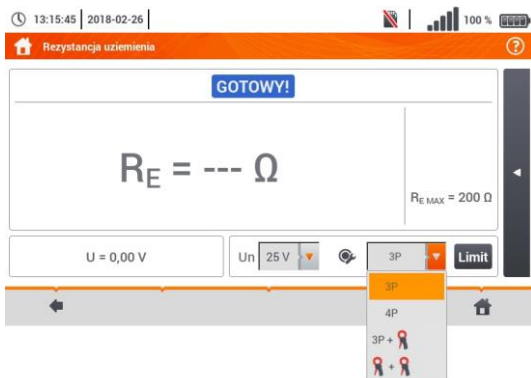 13:15:45 2018-02-26 100 %
Rezystancja uziemienia ?
GOTOWY!
RE = --- Ω
RE MAX = 200 Ω
U = 0,00 V
Un 25 V 3P Limit
3P
4P
3P +
+